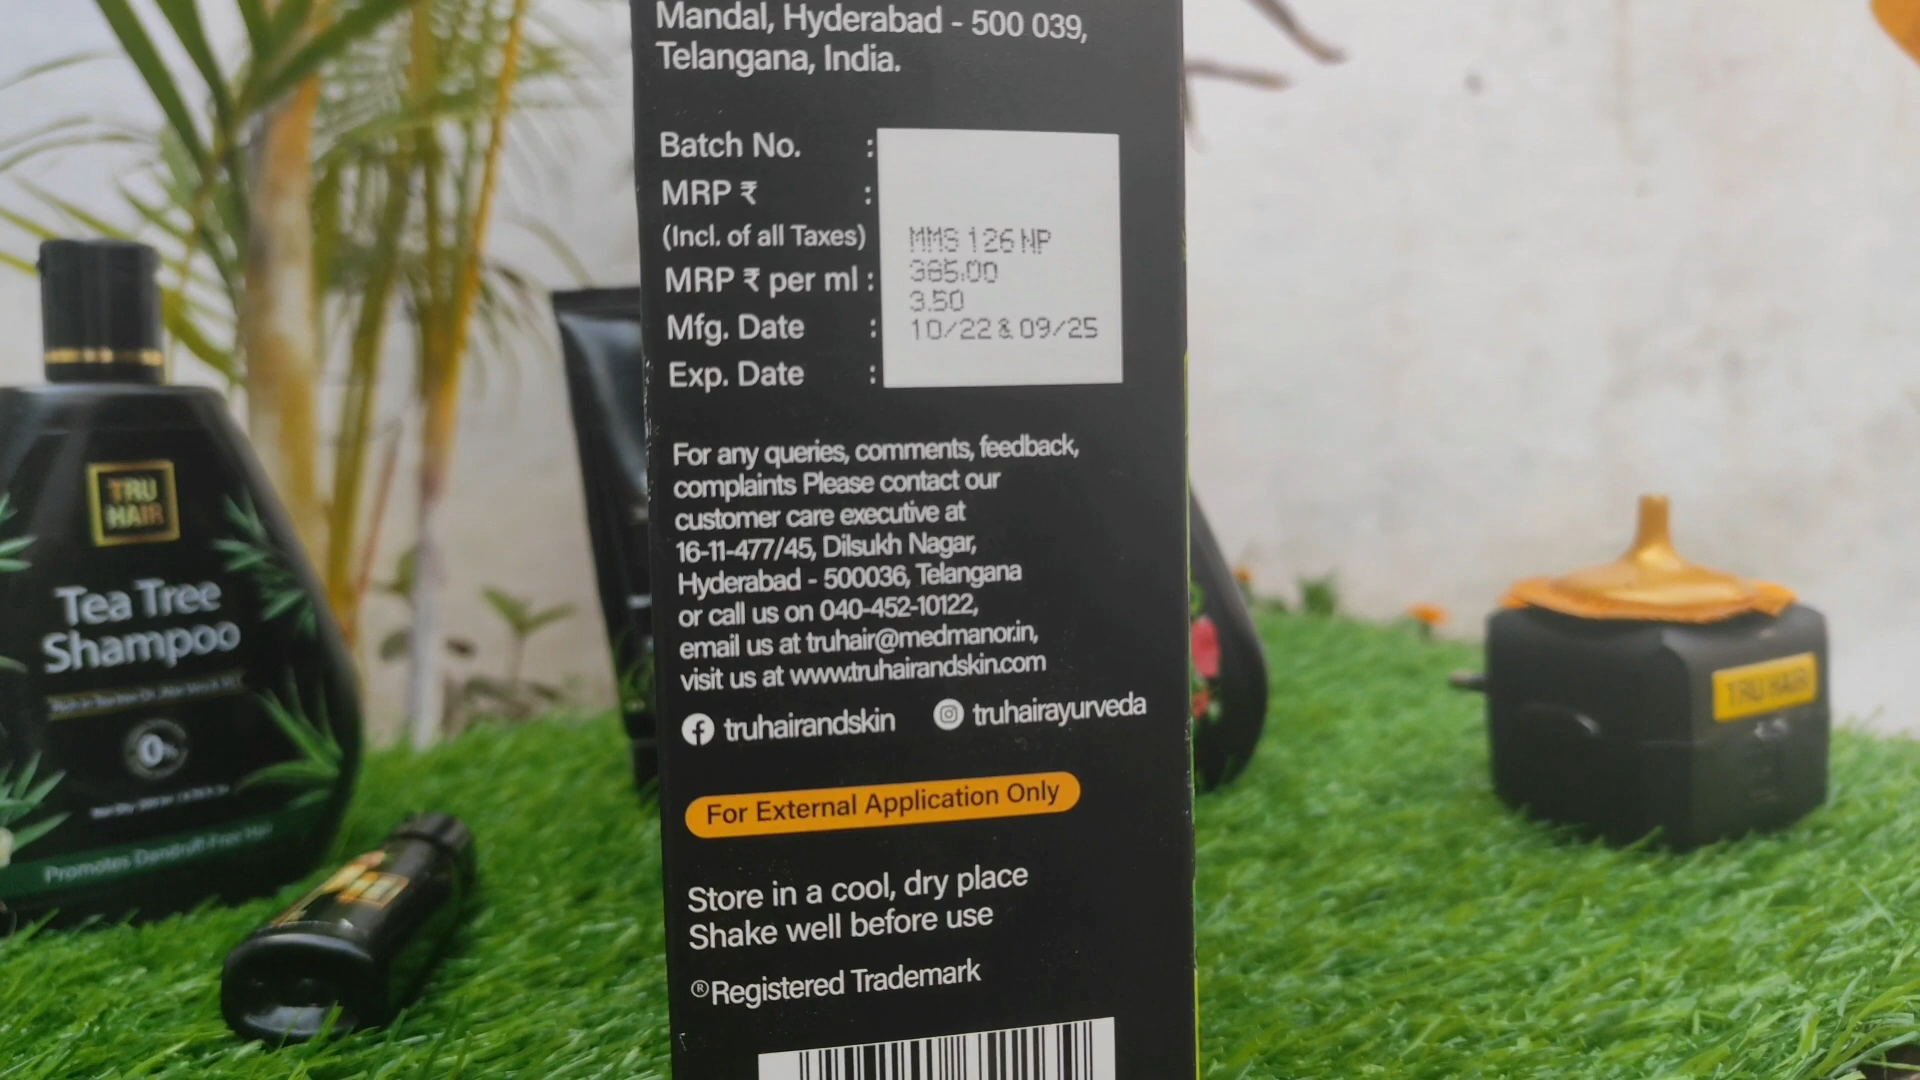 Mandal, Hyderabad - 500 039,
Telangana, India.
Batch No. :
MRP ₹ :
(Incl. of all Taxes)
MRP ₹ per ml :
Mfg. Date :
Exp. Date :
MMS 126 NP
385.00
3.50
10/22 & 09/25
For any queries, comments, feedback,
complaints Please contact our
customer care executive at
16-11-477/45, Dilsukh Nagar,
Hyderabad - 500036, Telangana
or call us on 040-452-10122,
email us at truhair@medmanor.in,
visit us at www.truhairandskin.com
truhairandskin truhairayurveda
For External Application Only
Store in a cool, dry place
Shake well before use
®Registered Trademark
TRU
HAIR
Tea Tree
Shampoo
0%
Promotes Dandruff Free Hair
TRU HAIR